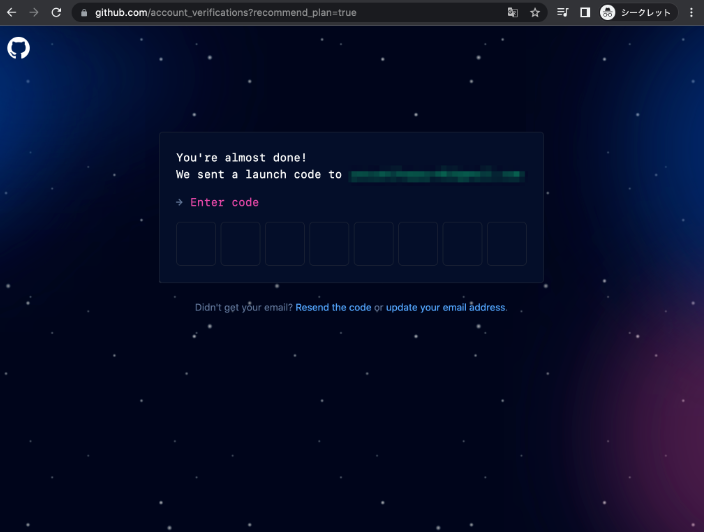 github.com/account_verifications?recommend_plan=true
シークレット
You're almost done!
We sent a launch code to
→ Enter code
Didn't get your email? Resend the code or update your email address.